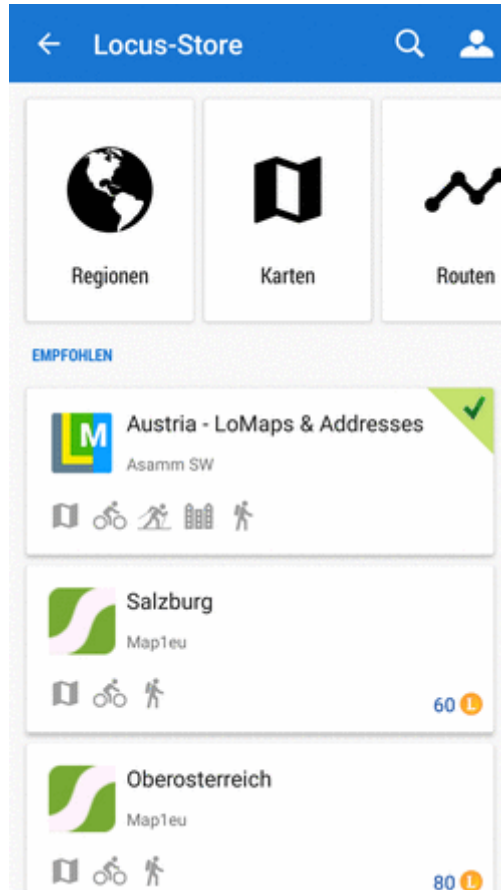 Locus-Store
Regionen
Karten
Routen
EMPFOHLEN
M
Austria - LoMaps & Addresses
Asamm SW
Salzburg
Map1eu
60 L
Oberosterreich
Map1eu
80 L